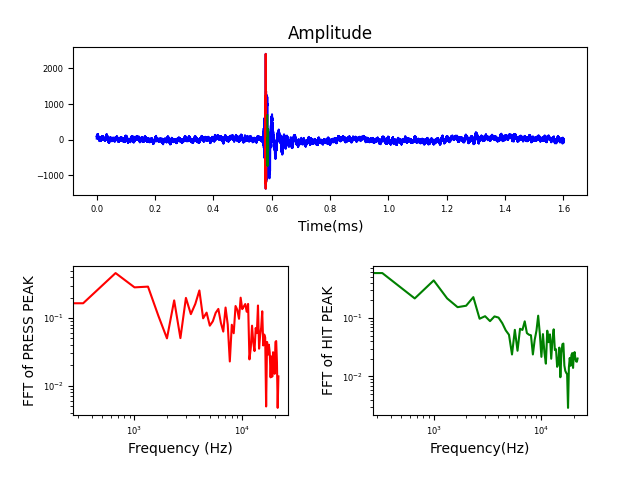 Amplitude
2000
1000
0
−1000
0.0 0.2 0.4 0.6 0.8 1.0 1.2 1.4 1.6
Time(ms)
FFT of PRESS PEAK
10⁻¹
10⁻²
10³ 10⁴
Frequency (Hz)
FFT of HIT PEAK
10⁻¹
10⁻²
10³ 10⁴
Frequency(Hz)